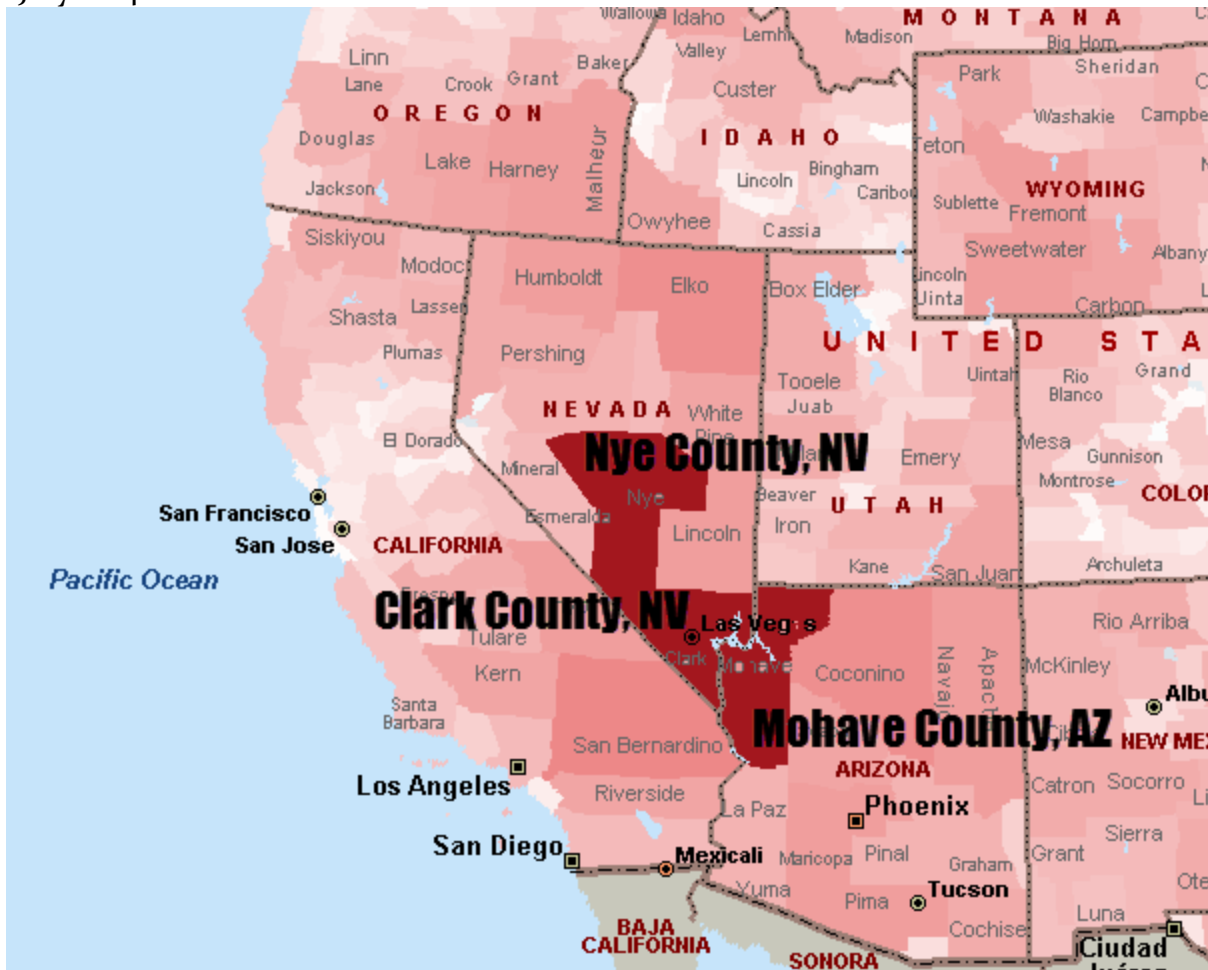 Wallowa Idaho
MONTANA
Linn
Valley
Lemhi
Madison
Big Horn
Baker
Grant
Lane
Crook
Custer
Park
Sheridan
OREGON
IDAHO
Washakie
Douglas
Malheur
Lake
Harney
Lincoln
Bingham
Caribou
WYOMING
Jackson
Sublette
Fremont
Owyhee
Cassia
Siskiyou
Modoc
Humboldt
Elko
Box Elder
Sweetwater
Albany
Lincoln
Uinta
Carbon
Shasta
Lassen
Plumas
Pershing
UNITED STA
Tooele
Juab
Uintah
Rio
Blanco
Grand
NEVADA
White
Pine
El Dorado
Mineral
Nye County, NV
Emery
Mesa
Gunnison
Montrose
Nye
Beaver
UTAH
COLOR
San Francisco
San Jose
Esmeralda
Lincoln
Iron
CALIFORNIA
Kane
San Juan
Archuleta
Pacific Ocean
Clark County, NV
Las Vegas
Rio Arriba
Tulare
Kern
Clark
Mohave
Coconino
Navajo
Apache
McKinley
Santa
Barbara
San Bernardino
Mohave County, AZ
NEW MEX
ARIZONA
Los Angeles
Riverside
La Paz
Phoenix
Catron
Socorro
Sierra
San Diego
Mexicali
Maricopa
Pinal
Graham
Grant
Yuma
Pima
Tucson
Cochise
Luna
BAJA
CALIFORNIA
SONORA
Ciudad